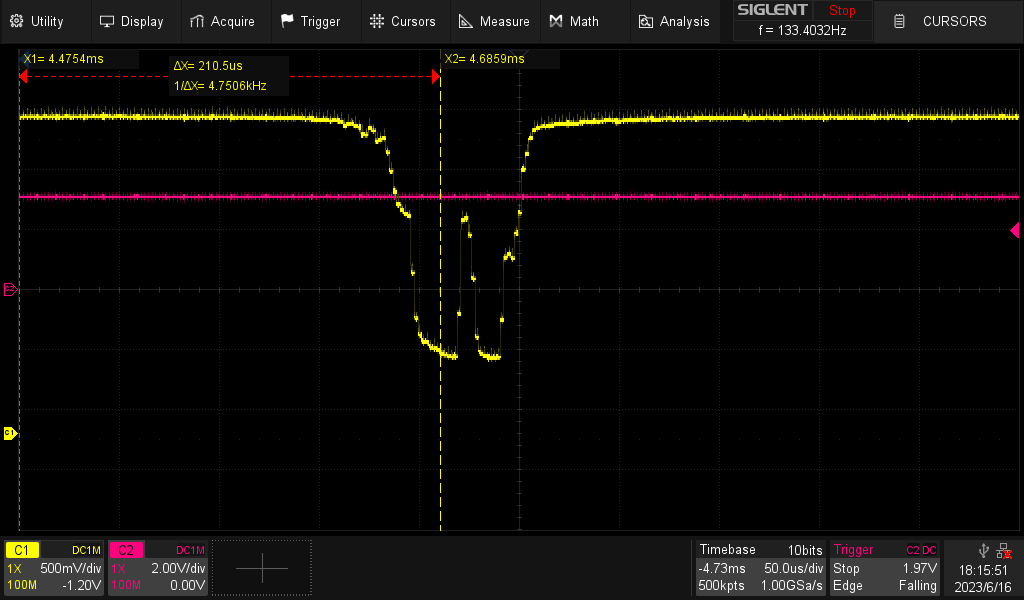 Utility Display Acquire Trigger Cursors Measure Math Analysis
SIGLENT Stop
f = 133.4032Hz
CURSORS
X1= 4.4754ms
ΔX= 210.5us
1/ΔX= 4.7506kHz
X2= 4.6859ms
C2
C1
C1 DC1M
1X 500mV/div
100M -1.20V
C2 DC1M
1X 2.00V/div
100M 0.00V
Timebase 10bits
-4.73ms 50.0us/div
500kpts 1.00GSa/s
Trigger C2 DC
Stop 1.97V
Edge Falling
18:15:51
2023/6/16